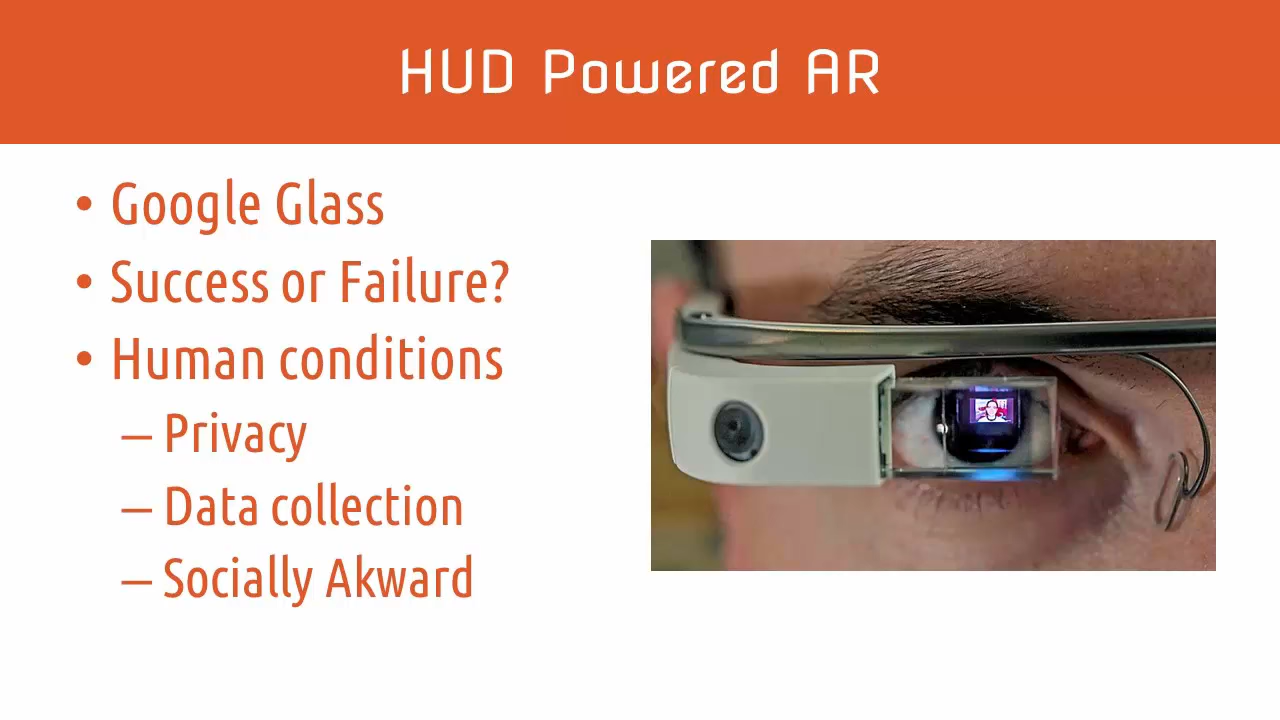 HUD Powered AR
• Google Glass
• Success or Failure?
• Human conditions
– Privacy
– Data collection
– Socially Akward